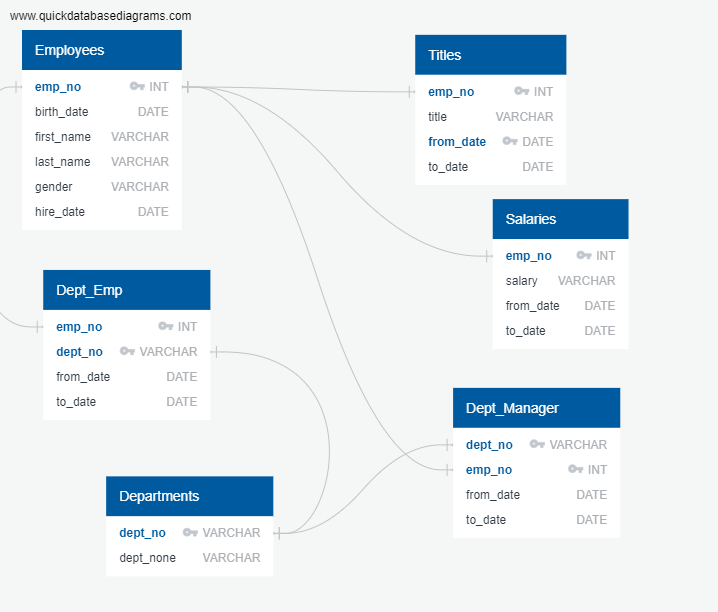 www.quickdatabasediagrams.com
Employees
emp_no INT
birth_date DATE
first_name VARCHAR
last_name VARCHAR
gender VARCHAR
hire_date DATE
Titles
emp_no INT
title VARCHAR
from_date DATE
to_date DATE
Salaries
emp_no INT
salary VARCHAR
from_date DATE
to_date DATE
Dept_Emp
emp_no INT
dept_no VARCHAR
from_date DATE
to_date DATE
Dept_Manager
dept_no VARCHAR
emp_no INT
from_date DATE
to_date DATE
Departments
dept_no VARCHAR
dept_none VARCHAR